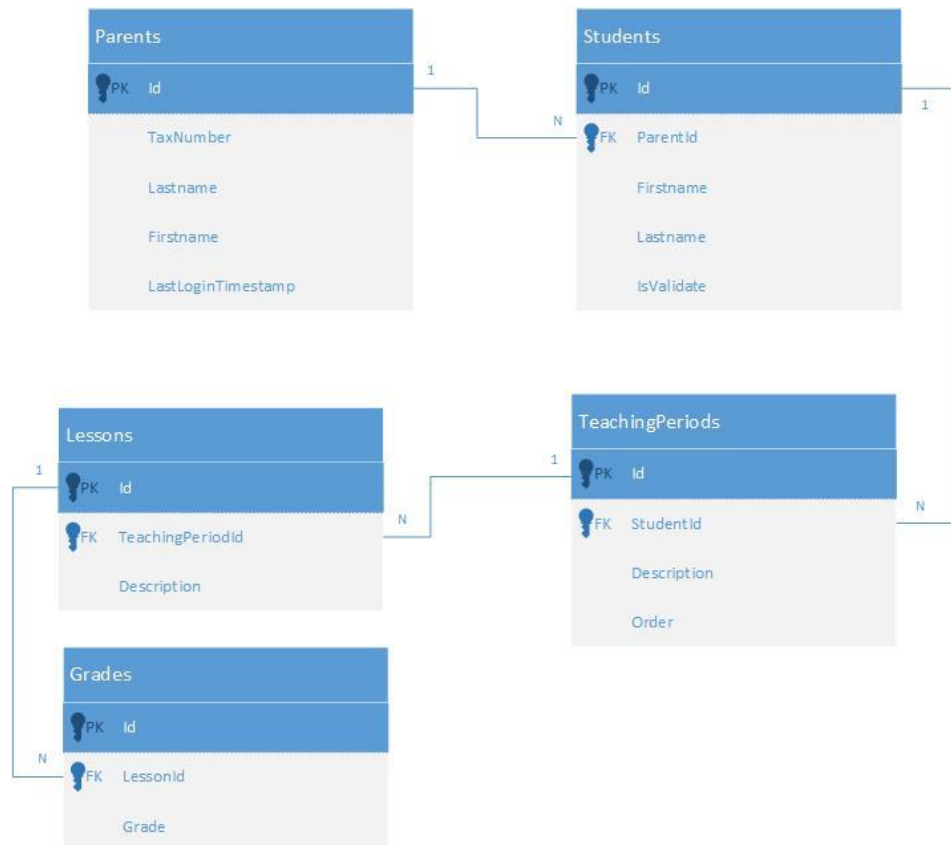 Parents
PK Id
TaxNumber
Lastname
Firstname
LastLoginTimestamp
1
N
Students
PK Id
FK ParentId
Firstname
Lastname
IsValidate
1
Lessons
1
PK Id
FK TeachingPeriodId
N
Description
TeachingPeriods
1
PK Id
FK StudentId
N
Description
Order
Grades
PK Id
N
FK LessonId
Grade